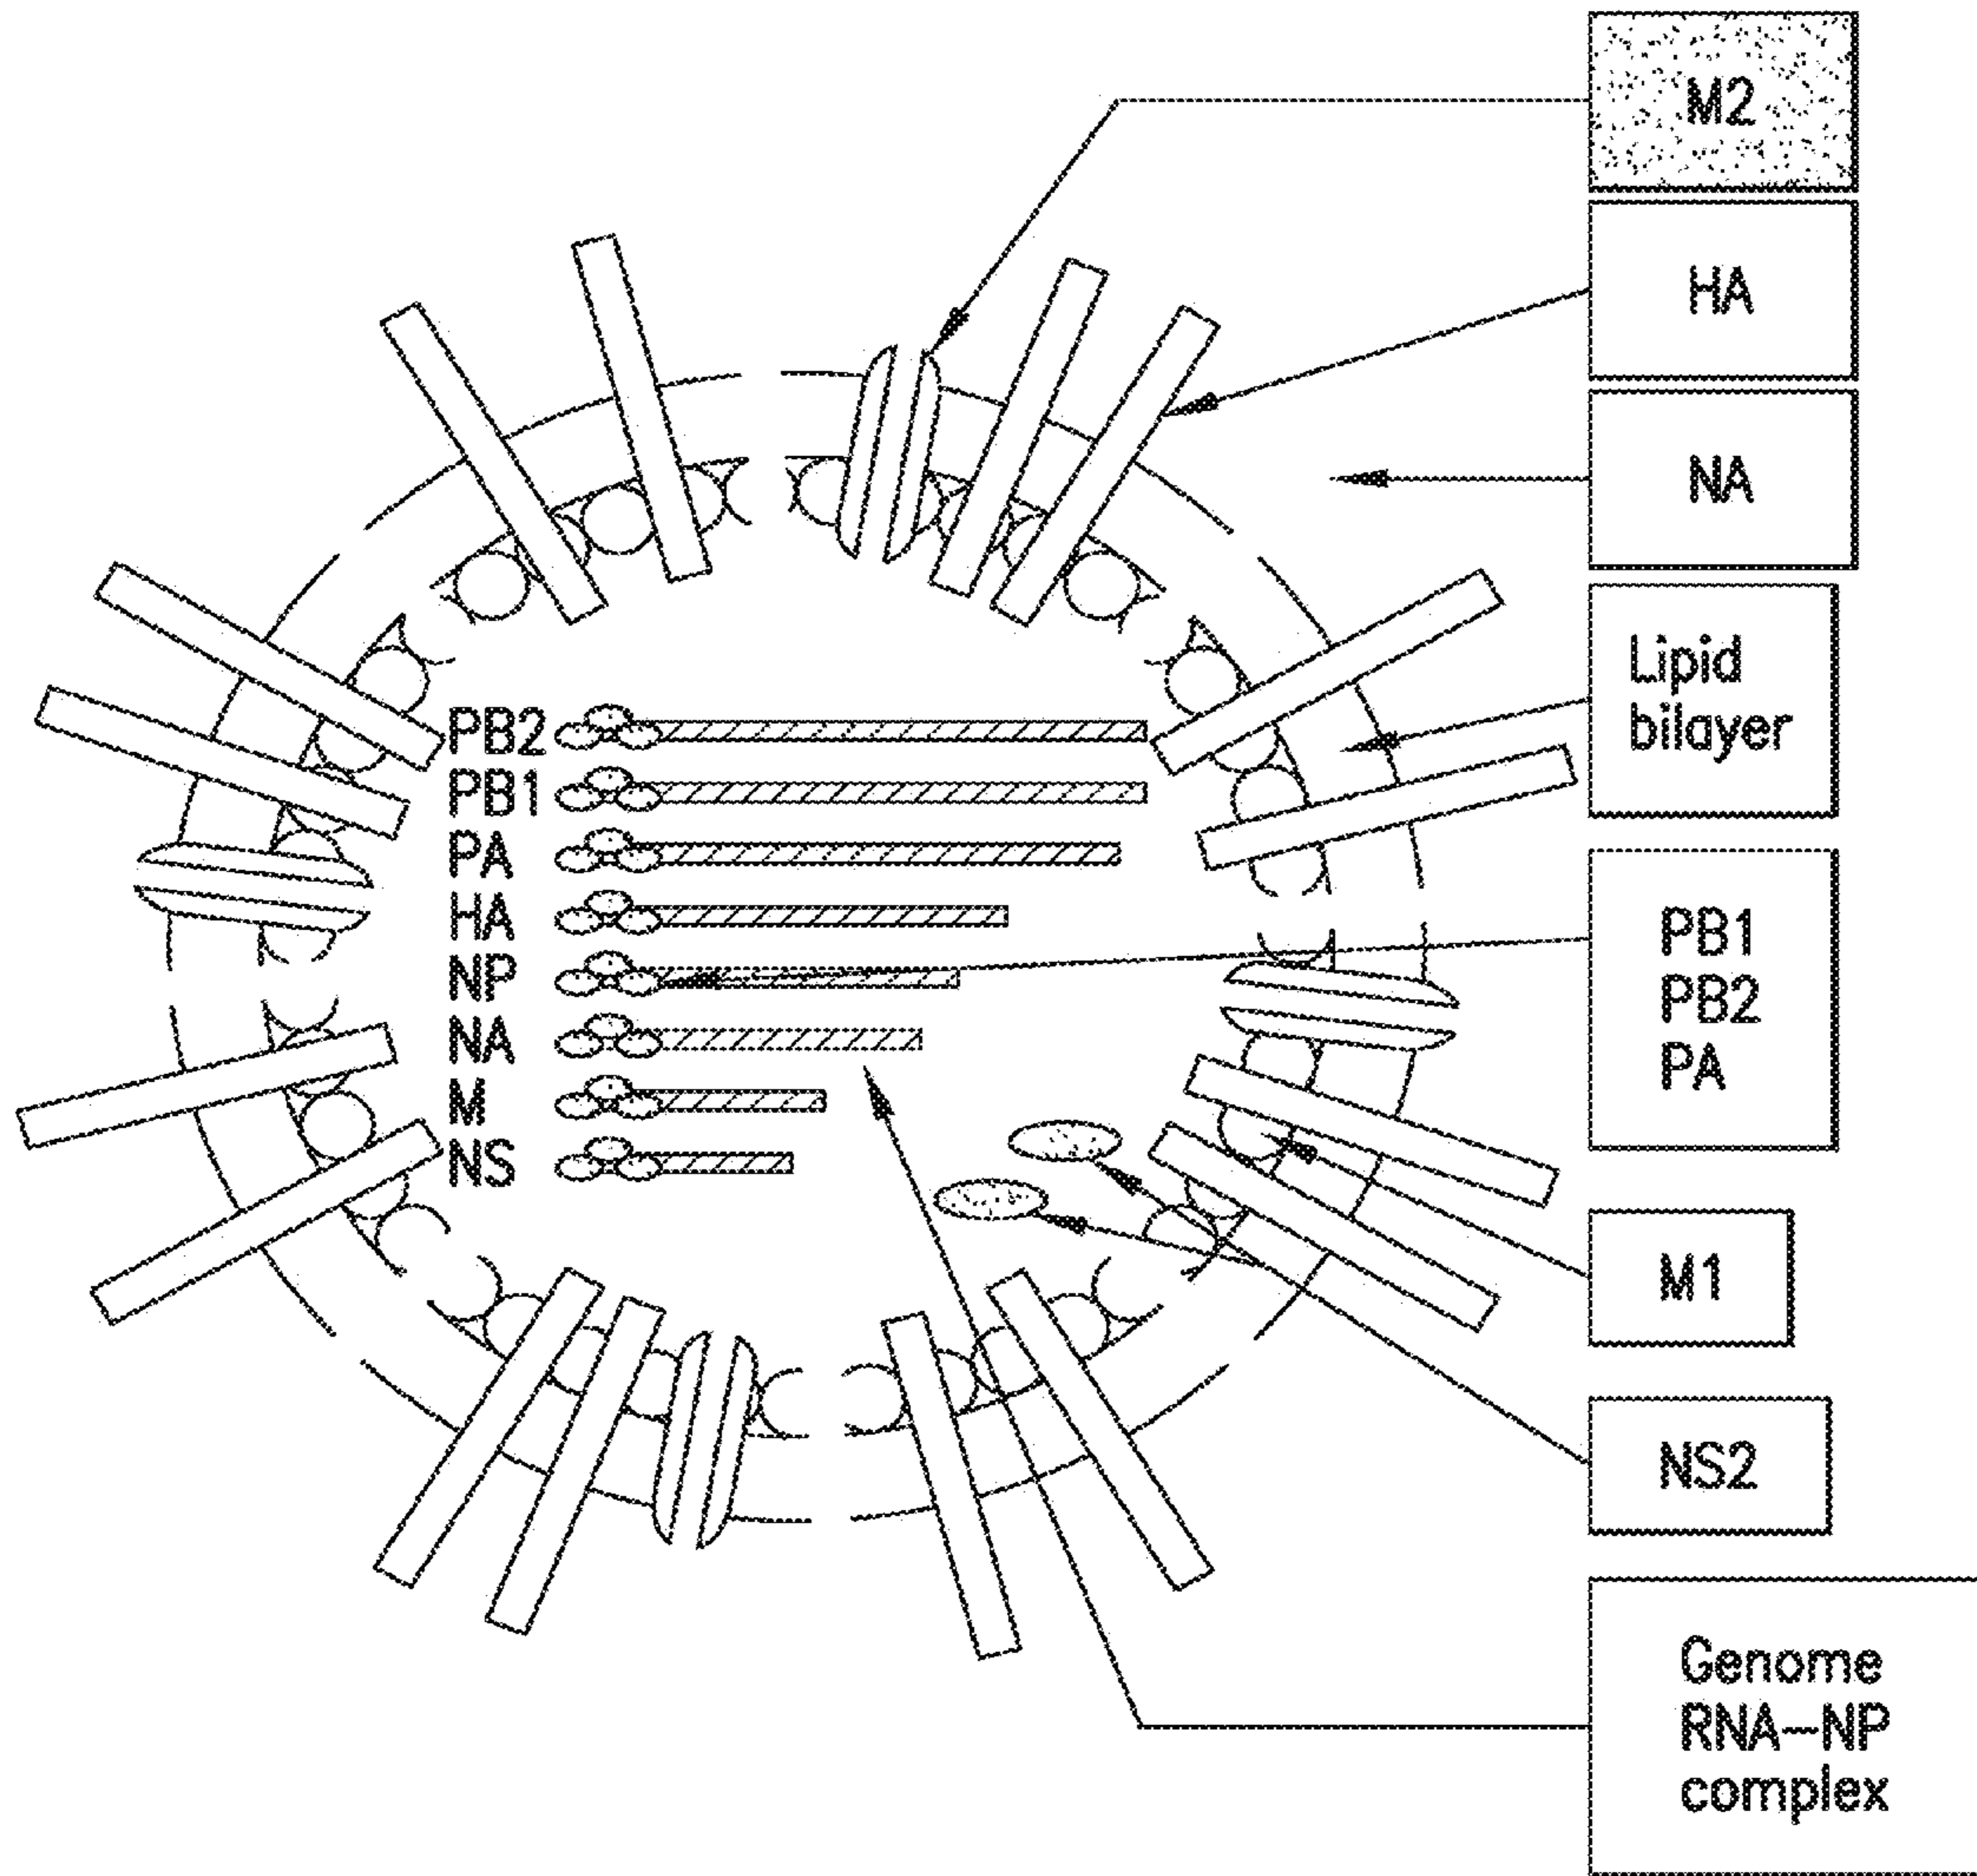 M2
HA
NA
Lipid
bilayer
PB2
PB1
PA
HA
NP
NA
M
NS
PB1
PB2
PA
M1
NS2
Genome
RNA–NP
complex